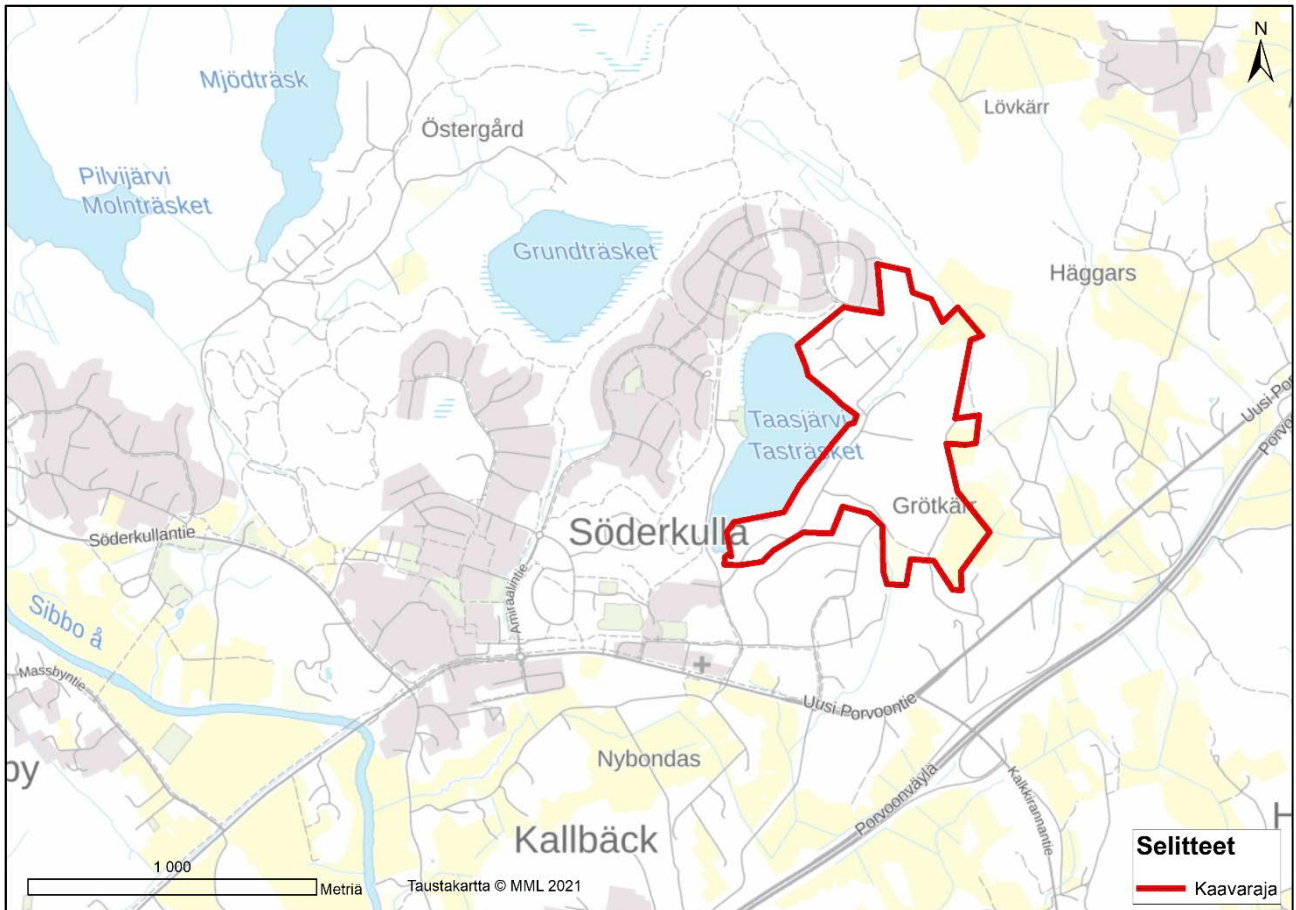 N
Mjödträsk
Lövkärr
Östergård
Pilvijärvi
Molnträsket
Grundträsket
Häggars
Uusi Por
Porvoo
Taasjärvi
Tasträsket
Grötkärr
Söderkulla
Söderkullantie
Amiraalintie
Sibbo å
Massbyntie
Uusi Porvoontie
Nybondas
by
Porvoonväylä
Kalkkirannantie
Kallbäck
H
Selitteet
Kaavaraja
1 000
Metriä
Taustakartta © MML 2021